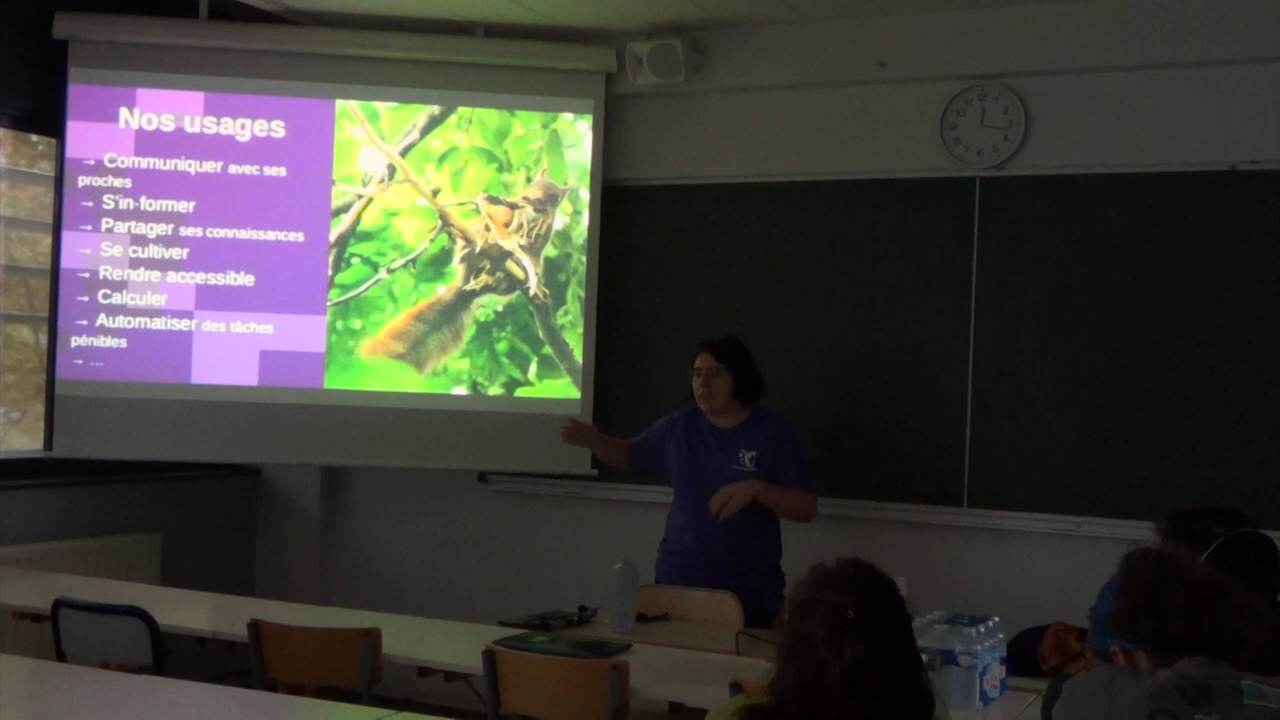 Nos usages
→ Communiquer avec ses
proches
→ S'in-former
→ Partager ses connaissances
→ Se cultiver
→ Rendre accessible
→ Calculer
→ Automatiser des tâches
pénibles
→ ...